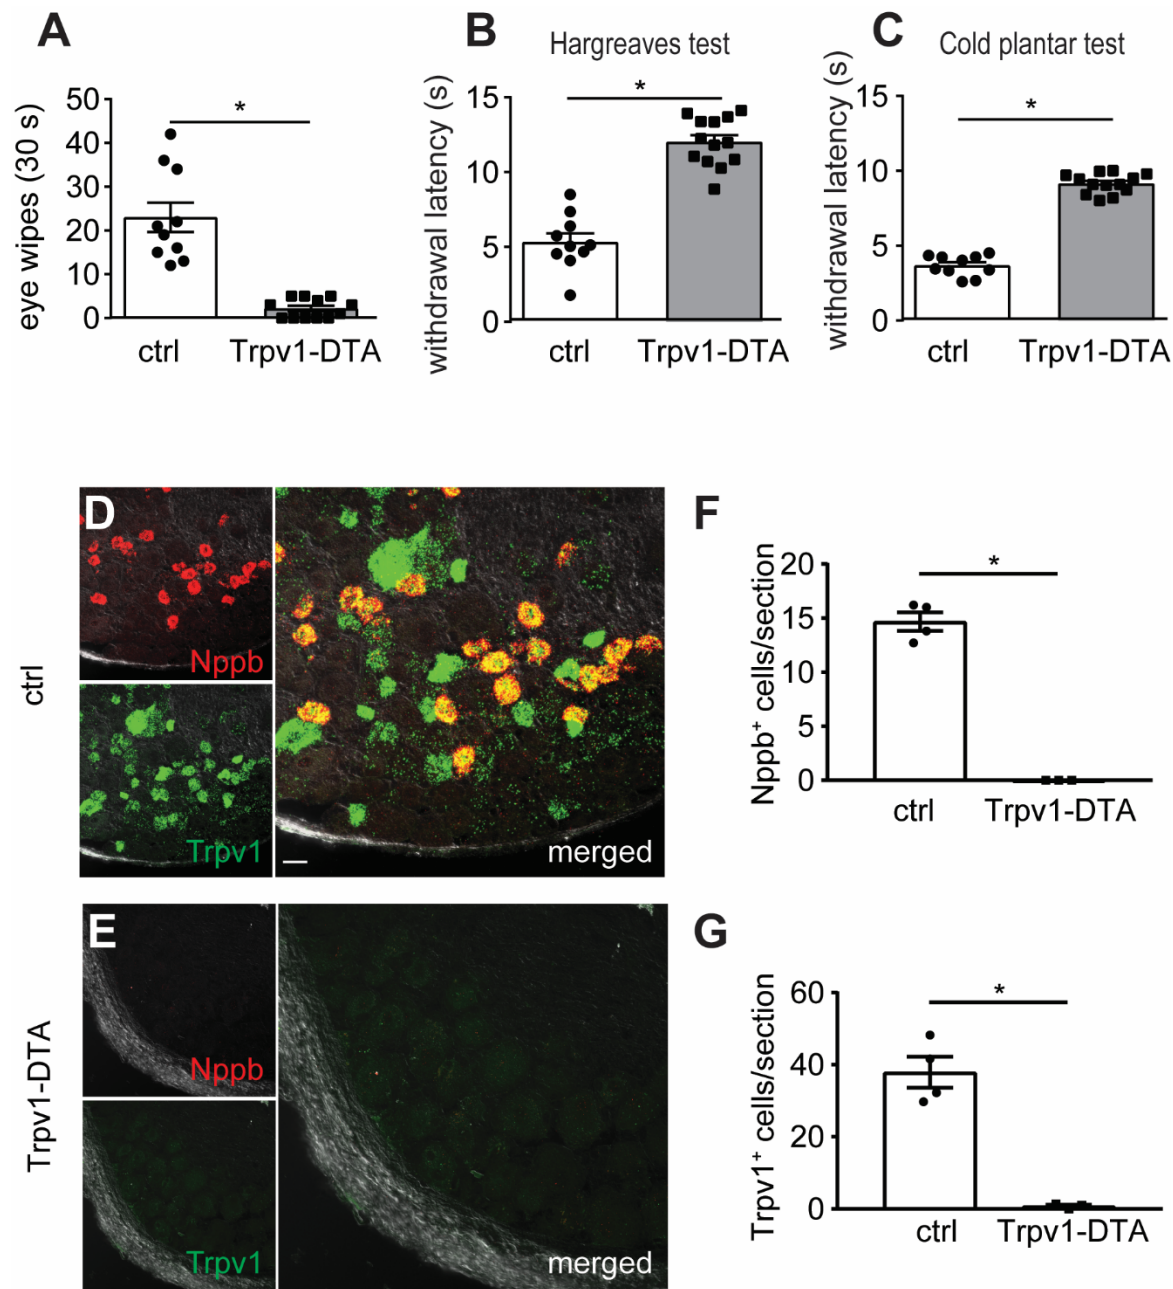 A
eye wipes (30 s)
50
40
30
20
10
0
*
ctrl
Trpv1-DTA
B
Hargreaves test
withdrawal latency (s)
15
10
5
0
*
ctrl
Trpv1-DTA
C
Cold plantar test
withdrawal latency (s)
15
10
5
0
*
ctrl
Trpv1-DTA
ctrl
D
Nppb
Trpv1
merged
F
Nppb⁺ cells/section
20
15
10
5
0
*
ctrl
Trpv1-DTA
Trpv1-DTA
E
Nppb
Trpv1
merged
G
Trpv1⁺ cells/section
60
40
20
0
*
ctrl
Trpv1-DTA